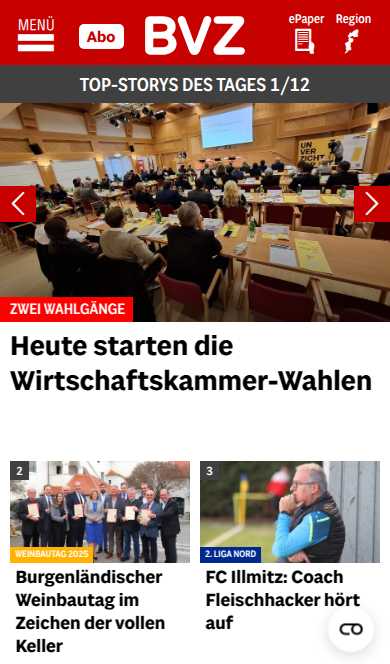 MENÜ
Abo
BVZ
ePaper
Region
TOP-STORYS DES TAGES 1/12
UN
VER
ZICHT
ZWEI WAHLGÄNGE
Heute starten die
Wirtschaftskammer-Wahlen
2
WEINBAUTAG 2025
Burgenländischer
Weinbautag im
Zeichen der vollen
Keller
3
2. LIGA NORD
FC Illmitz: Coach
Fleischhacker hört
auf